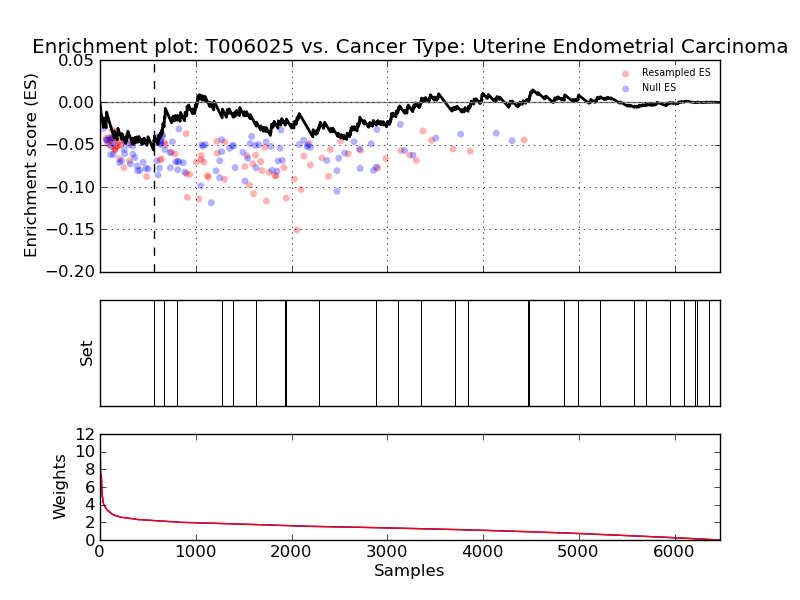 Enrichment plot: T006025 vs. Cancer Type: Uterine Endometrial Carcinoma
0.05
0.00
−0.05
−0.10
−0.15
−0.20
Enrichment score (ES)
Resampled ES
Null ES
Set
12
10
8
6
4
2
0
Weights
0 1000 2000 3000 4000 5000 6000
Samples